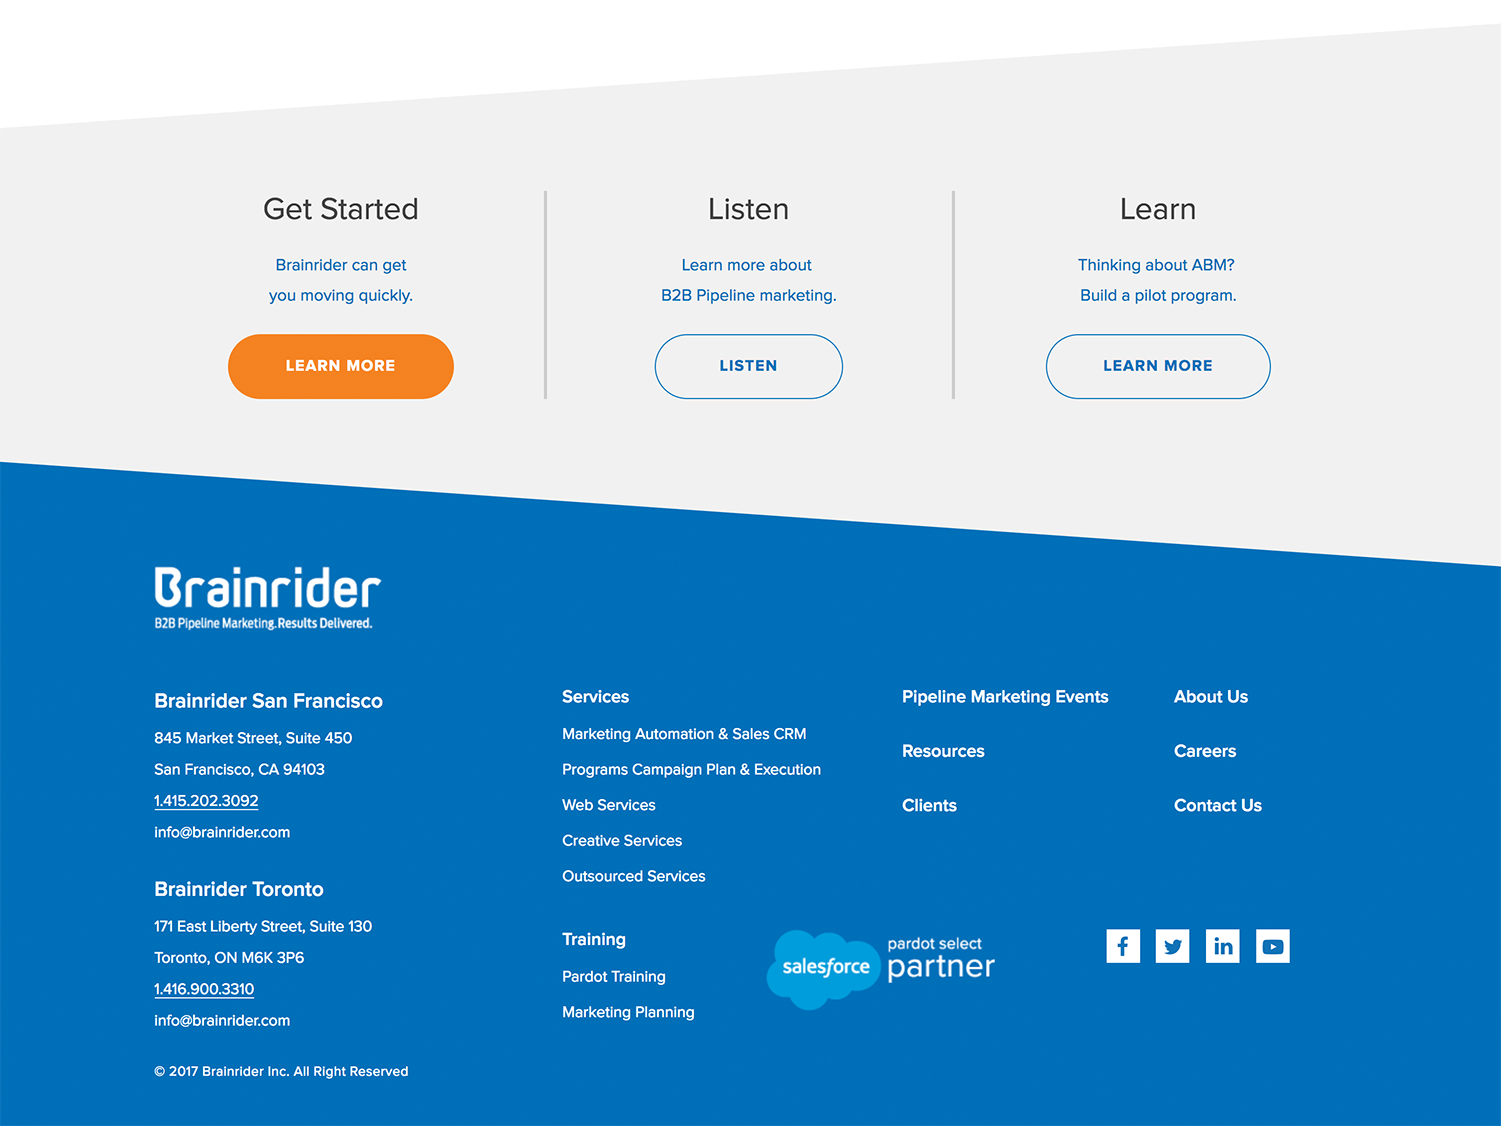 Get Started
Brainrider can get
you moving quickly.
LEARN MORE
Listen
Learn more about
B2B Pipeline marketing.
LISTEN
Learn
Thinking about ABM?
Build a pilot program.
LEARN MORE
Brainrider
B2B Pipeline Marketing. Results Delivered.
Brainrider San Francisco
845 Market Street, Suite 450
San Francisco, CA 94103
1.415.202.3092
info@brainrider.com
Brainrider Toronto
171 East Liberty Street, Suite 130
Toronto, ON M6K 3P6
1.416.900.3310
info@brainrider.com
© 2017 Brainrider Inc. All Right Reserved
Services
Marketing Automation & Sales CRM
Programs Campaign Plan & Execution
Web Services
Creative Services
Outsourced Services
Training
Pardot Training
Marketing Planning
salesforce
pardot select
partner
Pipeline Marketing Events
Resources
Clients
About Us
Careers
Contact Us